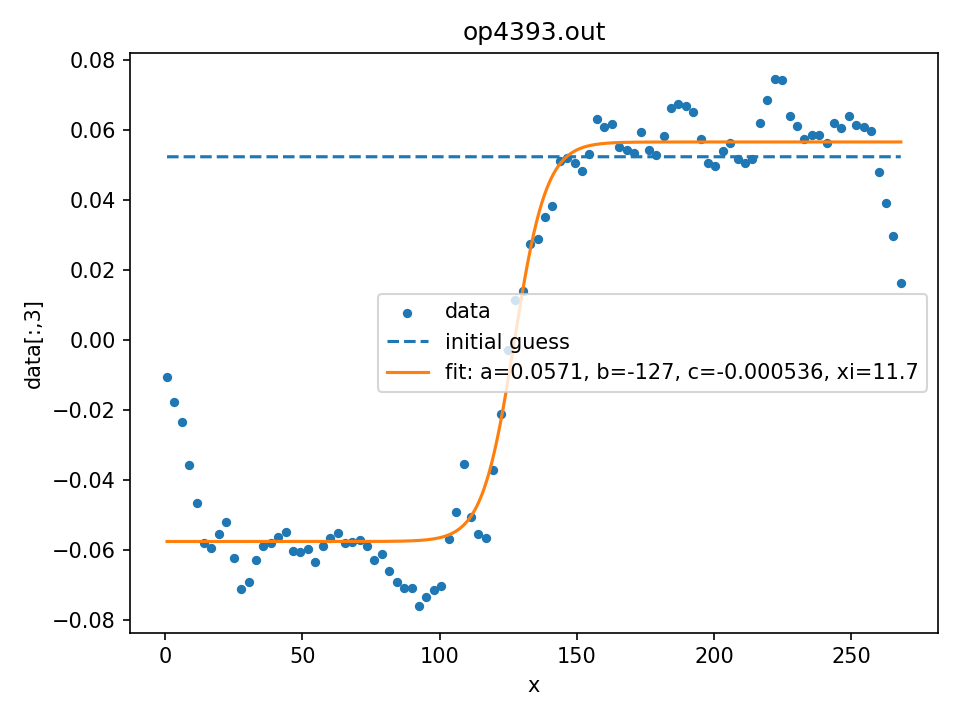 op4393.out
0.08
0.06
0.04
0.02
0.00
−0.02
−0.04
−0.06
−0.08
data[:,3]
data
initial guess
fit: a=0.0571, b=-127, c=-0.000536, xi=11.7
0 50 100 150 200 250
x